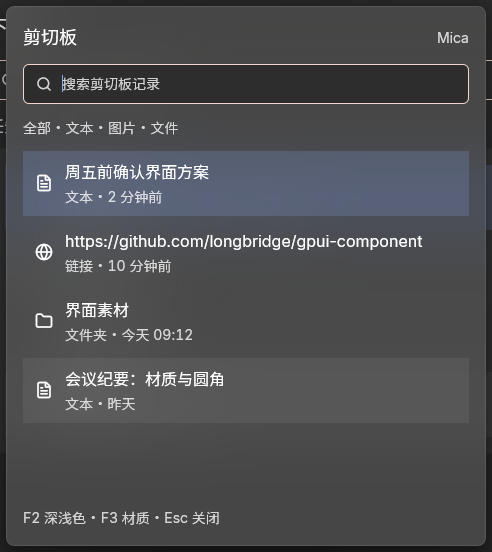 剪切板
Mica
搜索剪切板记录
全部・文本・图片・文件
周五前确认界面方案
文本・2 分钟前
https://github.com/longbridge/gpui-component
链接・10 分钟前
界面素材
文件夹・今天 09:12
会议纪要：材质与圆角
文本・昨天
F2 深浅色・F3 材质・Esc 关闭